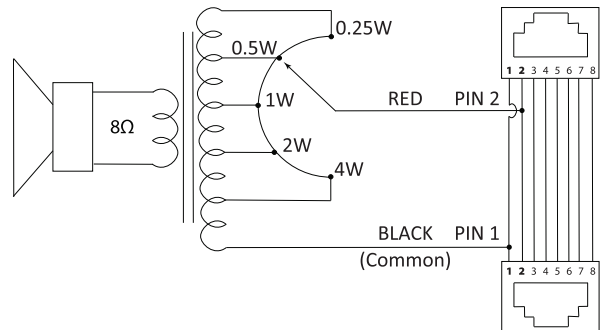 0.25W
0.5W
1W
2W
4W
8Ω
RED PIN 2
BLACK PIN 1
(Common)
1 2 3 4 5 6 7 8
1 2 3 4 5 6 7 8